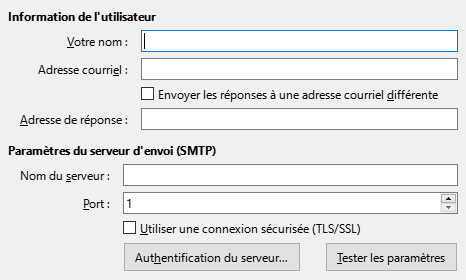 Information de l'utilisateur
Votre nom :
Adresse courriel :
Envoyer les réponses à une adresse courriel différente
Adresse de réponse :
Paramètres du serveur d'envoi (SMTP)
Nom du serveur :
Port : 1
Utiliser une connexion sécurisée (TLS/SSL)
Authentification du serveur... Tester les paramètres